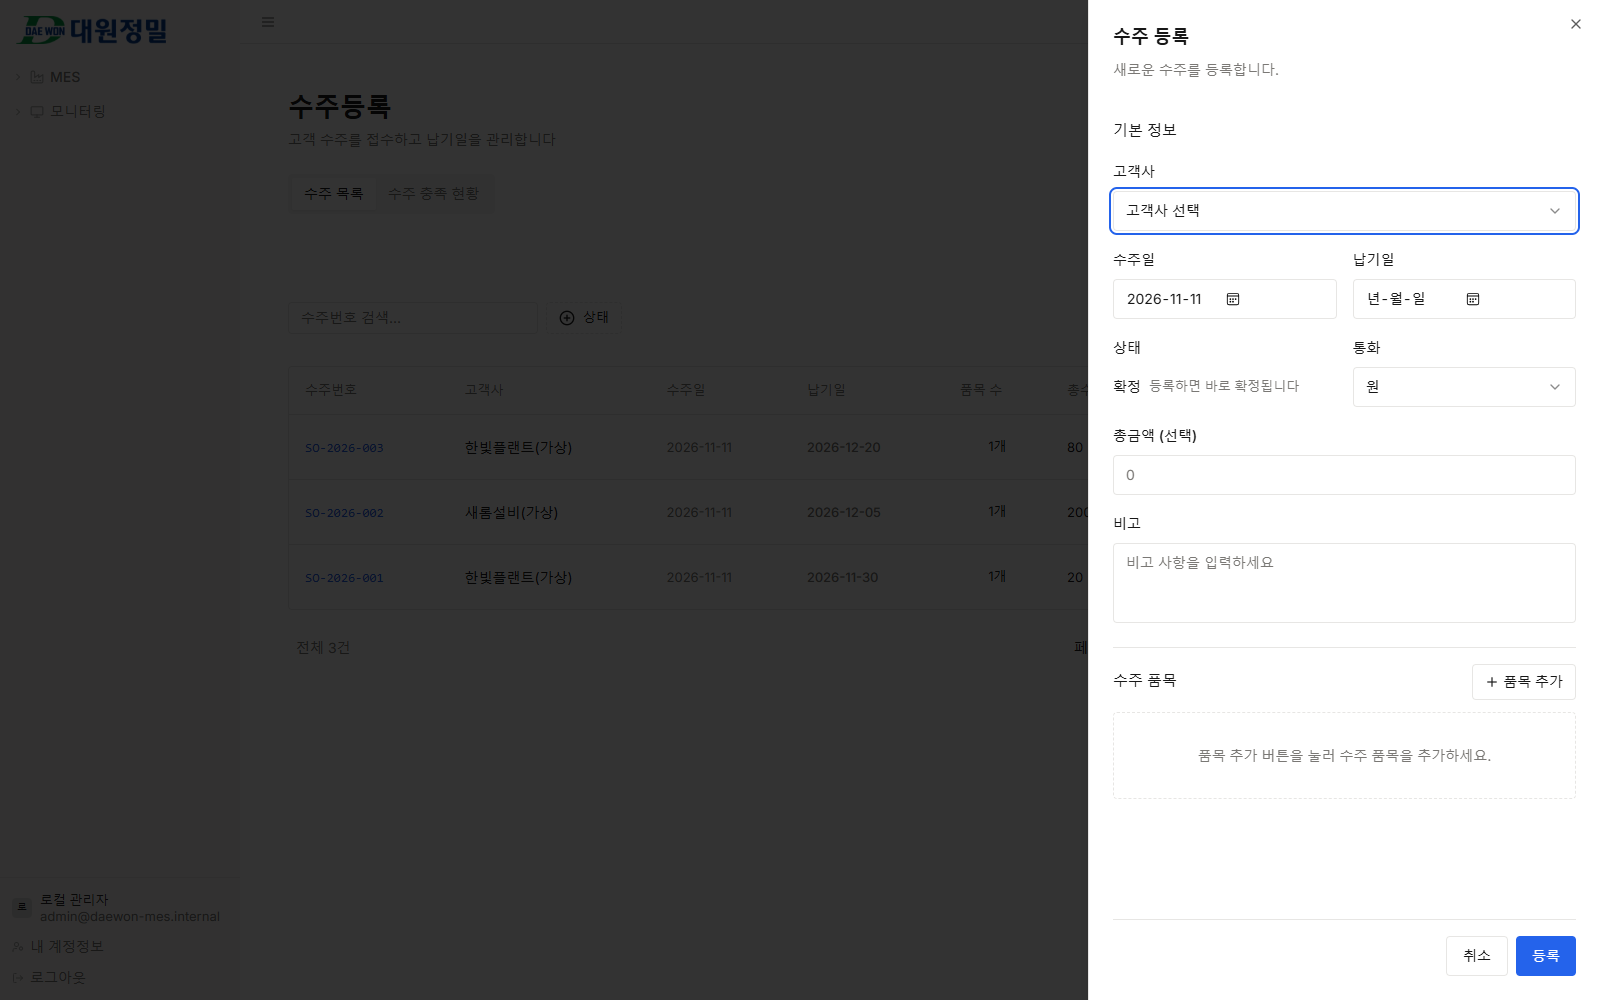 DAE WON 대원정밀
MES
모니터링
수주등록
고객 수주를 접수하고 납기일을 관리합니다
수주 목록 수주 충족 현황
수주번호 검색... 상태
수주번호 고객사 수주일 납기일 품목 수
SO-2026-003 한빛플랜트(가상) 2026-11-11 2026-12-20 1개 80
SO-2026-002 새롬설비(가상) 2026-11-11 2026-12-05 1개 200
SO-2026-001 한빛플랜트(가상) 2026-11-11 2026-11-30 1개 20
전체 3건
로 로컬 관리자
admin@daewon-mes.internal
내 계정정보
로그아웃
수주 등록
새로운 수주를 등록합니다.
기본 정보
고객사
고객사 선택
수주일 납기일
2026-11-11 년-월-일
상태 통화
확정 등록하면 바로 확정됩니다 원
총금액 (선택)
0
비고
비고 사항을 입력하세요
수주 품목 + 품목 추가
품목 추가 버튼을 눌러 수주 품목을 추가하세요.
취소 등록